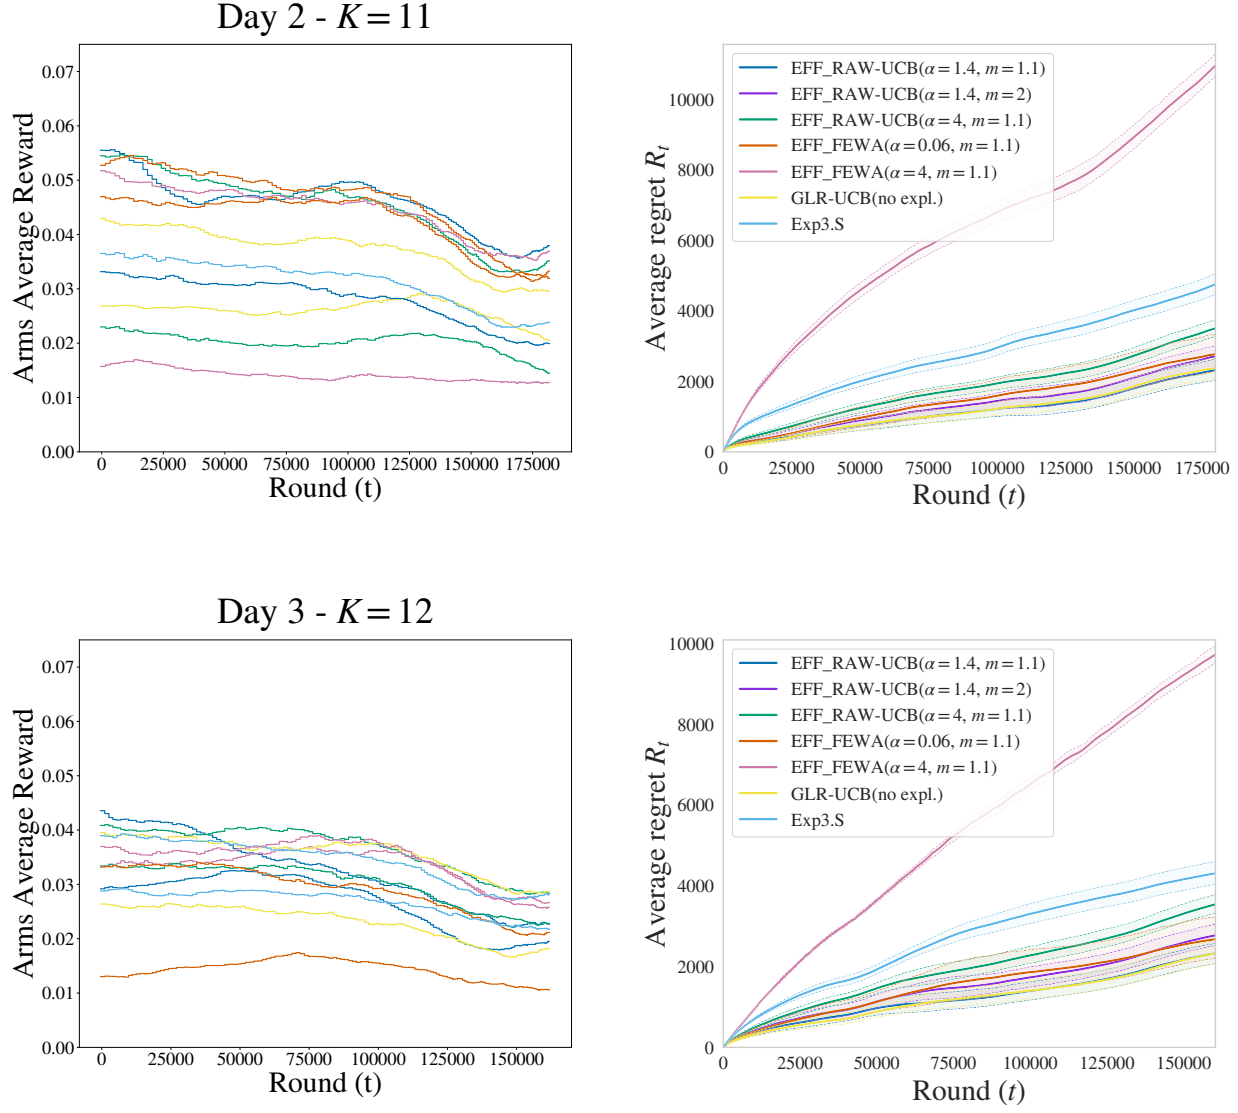 Day 2 - K = 11
Arms Average Reward
0.07
0.06
0.05
0.04
0.03
0.02
0.01
0.00
0 25000 50000 75000 100000 125000 150000 175000
Round (t)
Average regret R_t
10000
8000
6000
4000
2000
0
EFF_RAW-UCB(α = 1.4, m = 1.1)
EFF_RAW-UCB(α = 1.4, m = 2)
EFF_RAW-UCB(α = 4, m = 1.1)
EFF_FEWA(α = 0.06, m = 1.1)
EFF_FEWA(α = 4, m = 1.1)
GLR-UCB(no expl.)
Exp3.S
0 25000 50000 75000 100000 125000 150000 175000
Round (t)
Day 3 - K = 12
Arms Average Reward
0.07
0.06
0.05
0.04
0.03
0.02
0.01
0.00
0 25000 50000 75000 100000 125000 150000
Round (t)
Average regret R_t
10000
8000
6000
4000
2000
0
EFF_RAW-UCB(α = 1.4, m = 1.1)
EFF_RAW-UCB(α = 1.4, m = 2)
EFF_RAW-UCB(α = 4, m = 1.1)
EFF_FEWA(α = 0.06, m = 1.1)
EFF_FEWA(α = 4, m = 1.1)
GLR-UCB(no expl.)
Exp3.S
0 25000 50000 75000 100000 125000 150000
Round (t)